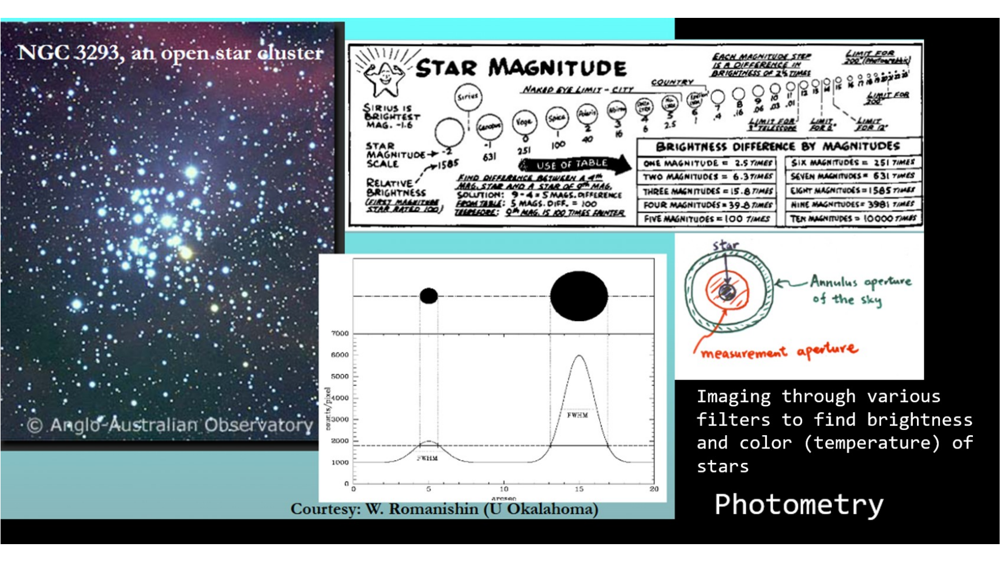 NGC 3293, an open star cluster
© Anglo-Australian Observatory
STAR MAGNITUDE
SIRIUS IS
BRIGHTEST
MAG. -1.6
STAR
MAGNITUDE
SCALE
RELATIVE
BRIGHTNESS
(FIRST MAGNITUDE
STAR RATED 100)
NAKED EYE LIMIT - CITY
COUNTRY
EACH MAGNITUDE STEP
IS A DIFFERENCE IN
BRIGHTNESS OF 2½ TIMES
LIMIT FOR
200" (Photographic)
Sirius
Canopus
Vega
Spica
Polaris
-2 -1 0 1 2 3 4 5 6 7 8 9 10 11 12 13 14 15 16 17 18 19 20 21 22 23
1585 631 251 100 40 16 6 2.5 1 .4 .16 .06 .03 .01
LIMIT FOR
3" TELESCOPE
LIMIT
FOR 6"
LIMIT
FOR 12"
LIMIT FOR
200"
USE OF TABLE
FIND DIFFERENCE BETWEEN A 4th
MAG. STAR AND A STAR OF 9th MAG.
SOLUTION: 9-4=5 MAGS. DIFFERENCE
FROM TABLE: 5 MAGS. DIFF. = 100
THEREFORE: 9th MAG. IS 100 TIMES FAINTER
BRIGHTNESS DIFFERENCE BY MAGNITUDES
ONE MAGNITUDE = 2.5 TIMES
TWO MAGNITUDES = 6.3 TIMES
THREE MAGNITUDES = 15.8 TIMES
FOUR MAGNITUDES = 39.8 TIMES
FIVE MAGNITUDES = 100 TIMES
SIX MAGNITUDES = 251 TIMES
SEVEN MAGNITUDES = 631 TIMES
EIGHT MAGNITUDES = 1585 TIMES
NINE MAGNITUDES = 3981 TIMES
TEN MAGNITUDES = 10000 TIMES
7000
6000
5000
4000
3000
2000
1000
0
counts/pixel
FWHM
FWHM
0 5 10 15 20
arcsec
Courtesy: W. Romanishin (U Okalahoma)
star
Annulus aperture
of the sky
measurement aperture
Imaging through various
filters to find brightness
and color (temperature) of
stars
Photometry